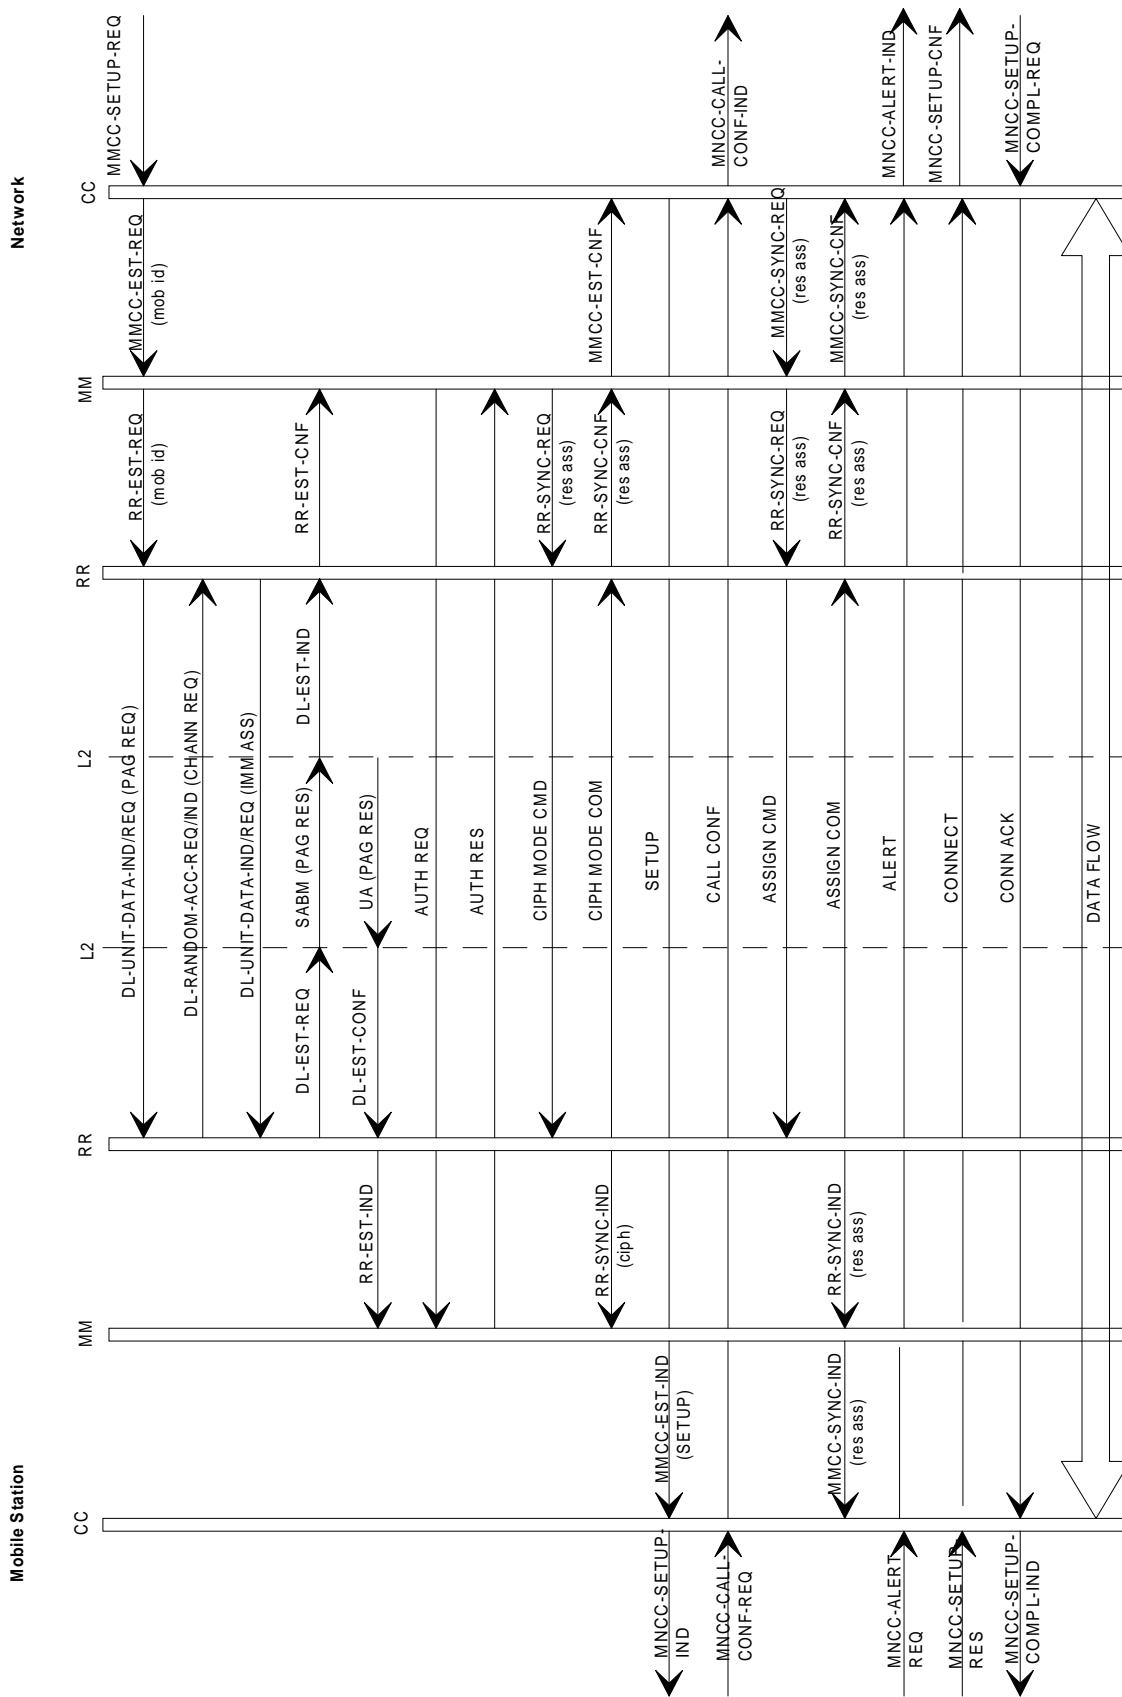 Mobile Station
Network
CC
MM
RR
L2
L2
RR
MM
CC
DL-UNIT-DATA-IND/REQ (PAG REQ)
RR-EST-REQ
(mob id)
MMCC-EST-REQ
(mob id)
MMCC-SETUP-REQ
DL-RANDOM-ACC-REQ/IND (CHANN REQ)
DL-UNIT-DATA-IND/REQ (IMM ASS)
DL-EST-REQ
SABM (PAG RES)
DL-EST-IND
RR-EST-CNF
RR-EST-IND
DL-EST-CONF
UA (PAG RES)
AUTH REQ
AUTH RES
CIPH MODE CMD
RR-SYNC-REQ
(res ass)
RR-SYNC-IND
(ciph)
CIPH MODE COM
RR-SYNC-CNF
(res ass)
MMCC-EST-CNF
MNCC-SETUP-
IND
MMCC-EST-IND
(SETUP)
SETUP
MNCC-CALL-
CONF-REQ
CALL CONF
MNCC-CALL-
CONF-IND
ASSIGN CMD
RR-SYNC-REQ
(res ass)
MMCC-SYNC-REQ
(res ass)
MMCC-SYNC-IND
(res ass)
RR-SYNC-IND
(res ass)
ASSIGN COM
RR-SYNC-CNF
(res ass)
MMCC-SYNC-CNF
(res ass)
MNCC-ALERT-
REQ
ALERT
MNCC-ALERT-IND
MNCC-SETUP-
RES
CONNECT
MNCC-SETUP-CNF
MNCC-SETUP-
COMPL-IND
CONN ACK
MNCC-SETUP-
COMPL-REQ
DATA FLOW